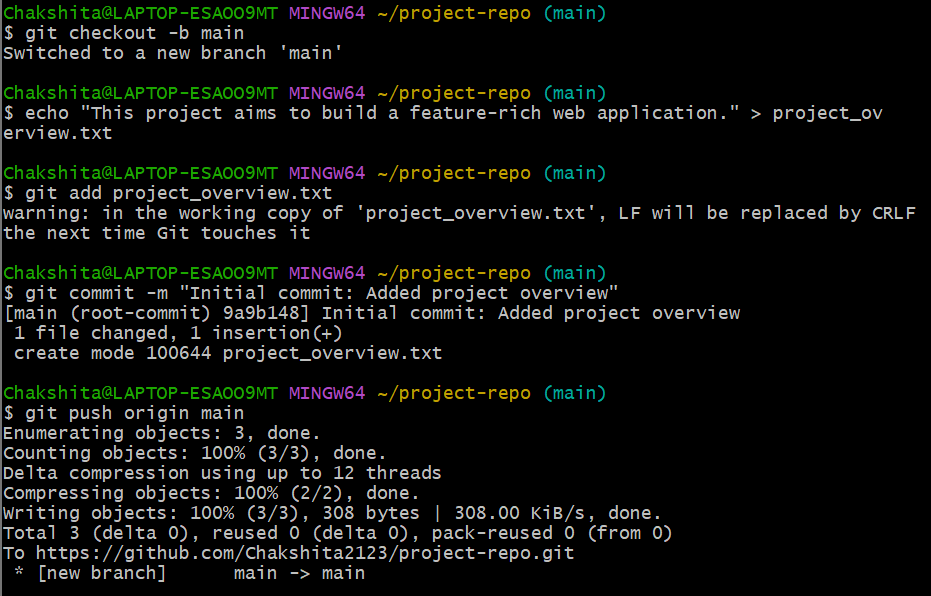 Chakshita@LAPTOP-ESAOO9MT MINGW64 ~/project-repo (main)
$ git checkout -b main
Switched to a new branch 'main'
Chakshita@LAPTOP-ESAOO9MT MINGW64 ~/project-repo (main)
$ echo "This project aims to build a feature-rich web application." > project_ov
erview.txt
Chakshita@LAPTOP-ESAOO9MT MINGW64 ~/project-repo (main)
$ git add project_overview.txt
warning: in the working copy of 'project_overview.txt', LF will be replaced by CRLF
the next time Git touches it
Chakshita@LAPTOP-ESAOO9MT MINGW64 ~/project-repo (main)
$ git commit -m "Initial commit: Added project overview"
[main (root-commit) 9a9b148] Initial commit: Added project overview
 1 file changed, 1 insertion(+)
 create mode 100644 project_overview.txt
Chakshita@LAPTOP-ESAOO9MT MINGW64 ~/project-repo (main)
$ git push origin main
Enumerating objects: 3, done.
Counting objects: 100% (3/3), done.
Delta compression using up to 12 threads
Compressing objects: 100% (2/2), done.
Writing objects: 100% (3/3), 308 bytes | 308.00 KiB/s, done.
Total 3 (delta 0), reused 0 (delta 0), pack-reused 0 (from 0)
To https://github.com/Chakshita2123/project-repo.git
 * [new branch]      main -> main